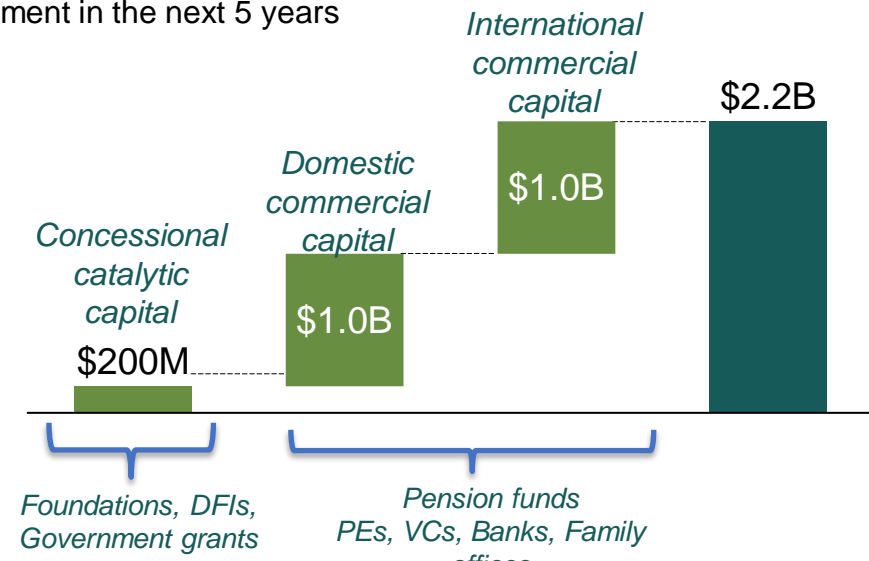 ment in the next 5 years
International
commercial
capital
$2.2B
Domestic
commercial
capital
$1.0B
Concessional
catalytic
capital
$1.0B
$200M
Foundations, DFIs,
Government grants
Pension funds
PEs, VCs, Banks, Family